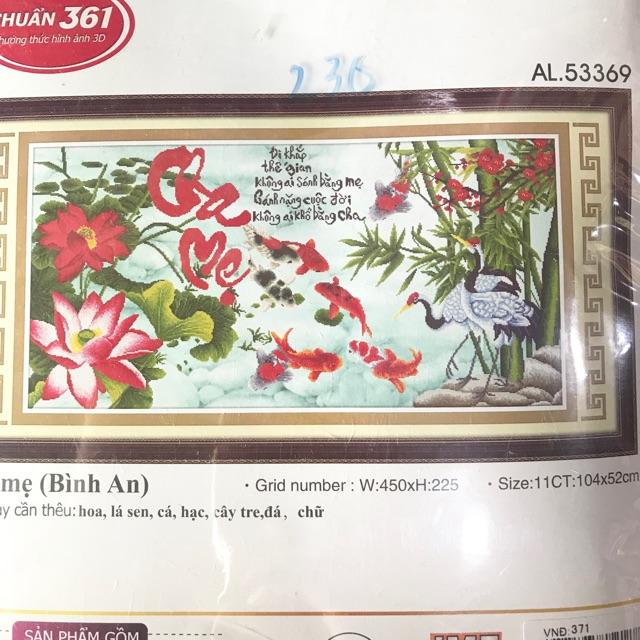 CHUẨN 361
hương thức hình ảnh 3D
236
AL.53369
Cha
Mẹ
Đi khắp
thế gian
không ai sánh bằng mẹ
Gánh nặng cuộc đời
không ai khổ bằng cha
mẹ (Bình An)
• Grid number : W:450xH:225
• Size:11CT:104x52cm
y cần thêu: hoa, lá sen, cá, hạc, cây tre,đá, chữ
SẢN PHẨM GỒM
VNĐ: 371